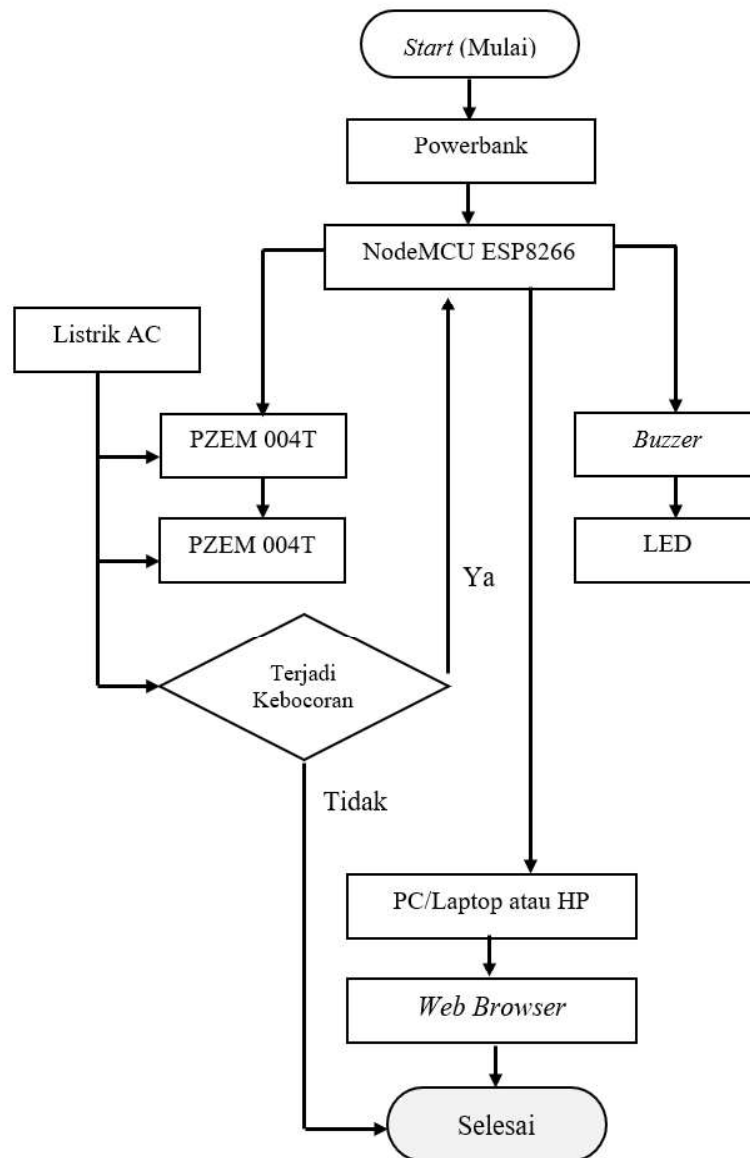 Start (Mulai)
Powerbank
NodeMCU ESP8266
Listrik AC
PZEM 004T
Buzzer
PZEM 004T
LED
Ya
Terjadi
Kebocoran
Tidak
PC/Laptop atau HP
Web Browser
Selesai